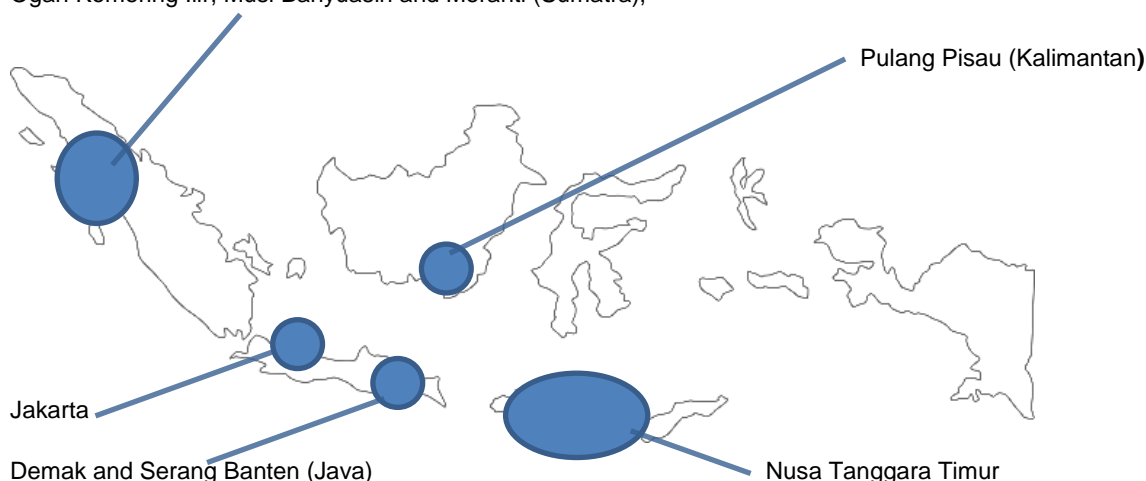 Ogan Komering Ilir, Musi Banyuasin and Meranti (Sumatra),
Pulang Pisau (Kalimantan)
Jakarta
Demak and Serang Banten (Java)
Nusa Tanggara Timur